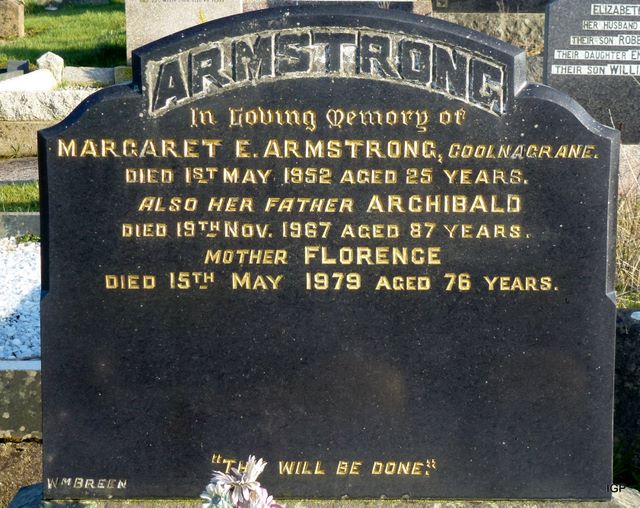 ELIZABETH
HER HUSBAND
THEIR SON ROBE
THEIR DAUGHTER E
THEIR SON WILL
ARMSTRONG
In Loving Memory of
MARGARET E. ARMSTRONG, COOLNAGRANE.
DIED 1ST MAY 1952 AGED 25 YEARS.
ALSO HER FATHER ARCHIBALD
DIED 19TH NOV. 1967 AGED 87 YEARS.
MOTHER FLORENCE
DIED 15TH MAY 1979 AGED 76 YEARS.
"THY WILL BE DONE"
WM BREEN
IGP